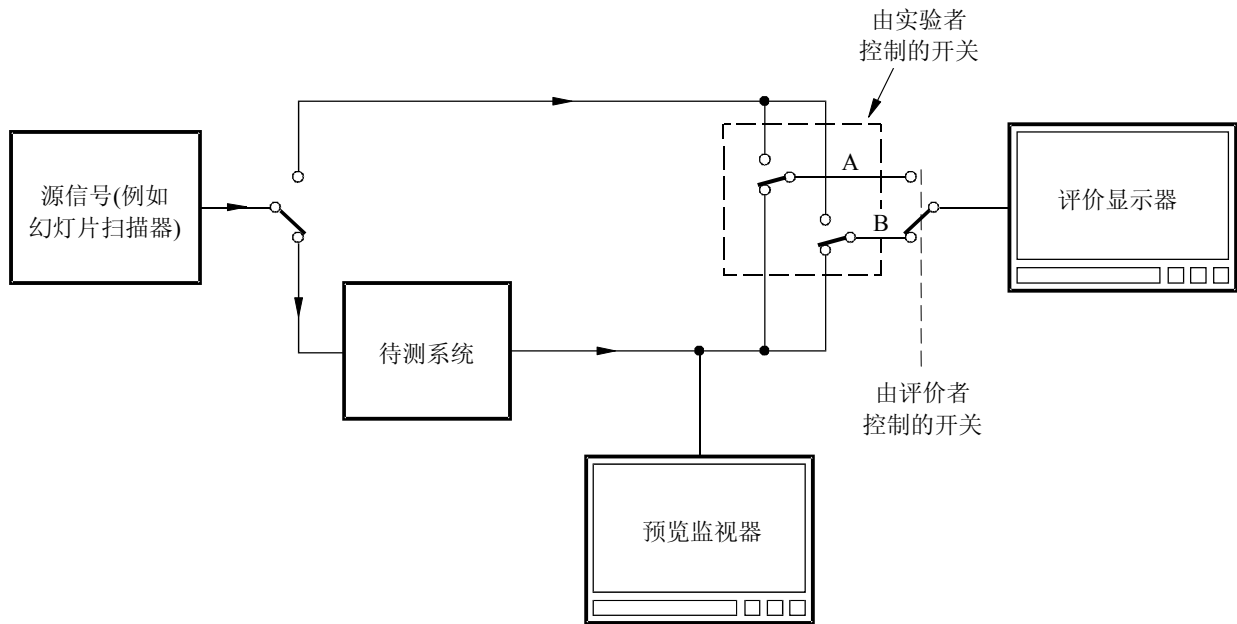 由实验者
控制的开关
A
源信号(例如
幻灯片扫描器)
评价显示器
B
待测系统
由评价者
控制的开关
预览监视器